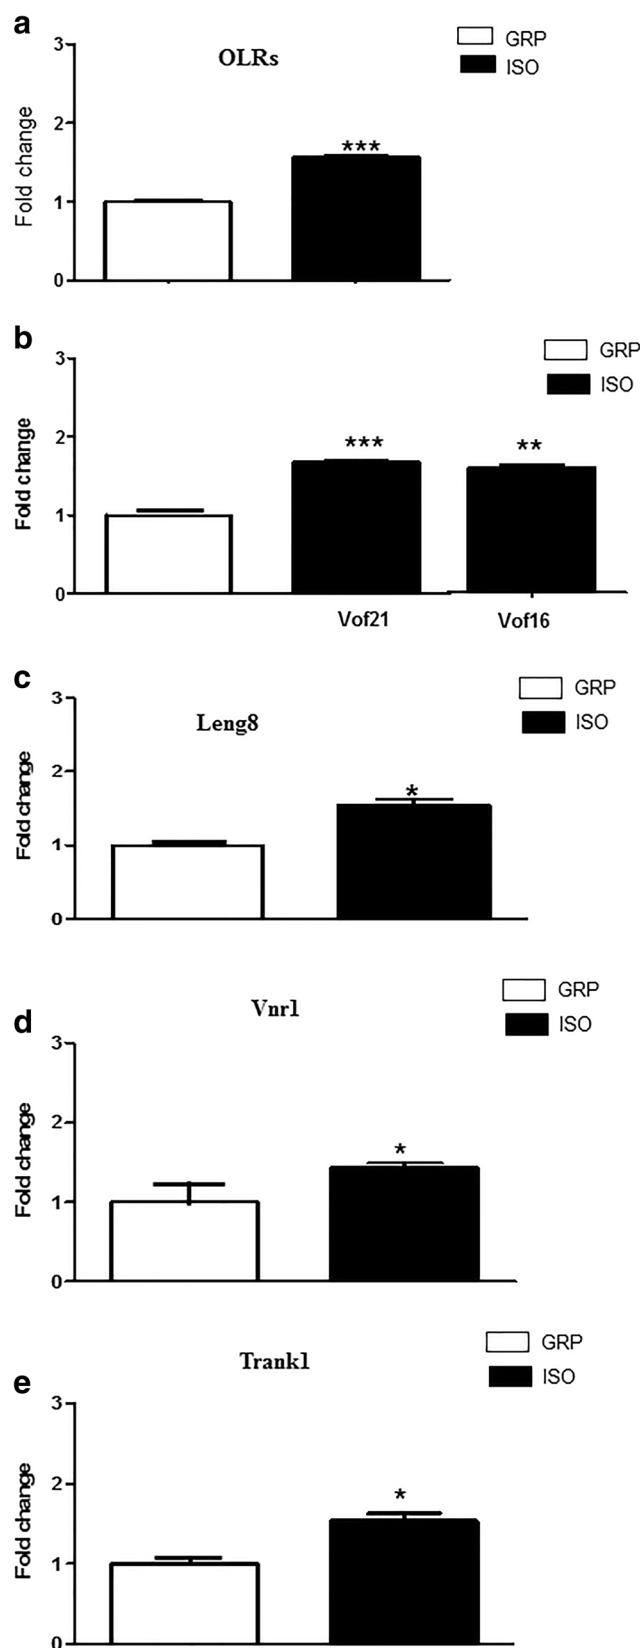 a
OLRs
GRP
ISO
Fold change
3
2
1
0
***
b
GRP
ISO
Fold change
3
2
1
0
***
**
Vof21
Vof16
c
Leng8
GRP
ISO
Fold change
3
2
1
0
*
d
Vnr1
GRP
ISO
Fold change
3
2
1
0
*
e
Trank1
GRP
ISO
Fold change
3
2
1
0
*